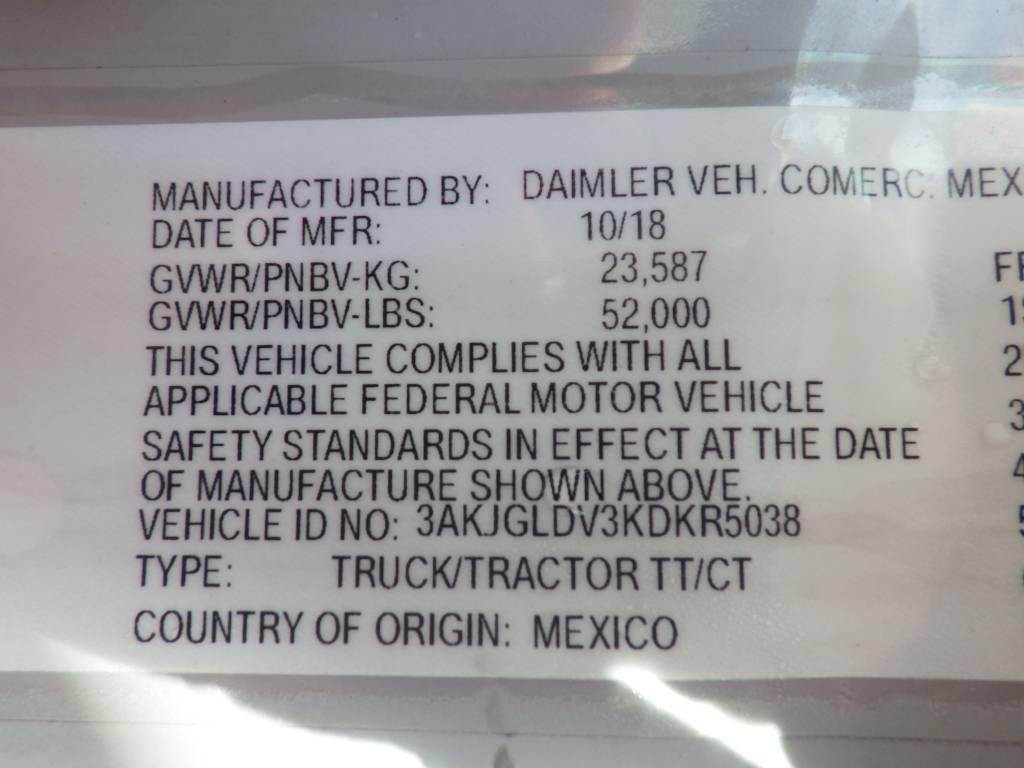 MANUFACTURED BY: DAIMLER VEH. COMERC. MEX
DATE OF MFR: 10/18
GVWR/PNBV-KG: 23,587
GVWR/PNBV-LBS: 52,000
THIS VEHICLE COMPLIES WITH ALL
APPLICABLE FEDERAL MOTOR VEHICLE
SAFETY STANDARDS IN EFFECT AT THE DATE
OF MANUFACTURE SHOWN ABOVE.
VEHICLE ID NO: 3AKJGLDV3KDKR5038
TYPE: TRUCK/TRACTOR TT/CT
COUNTRY OF ORIGIN: MEXICO